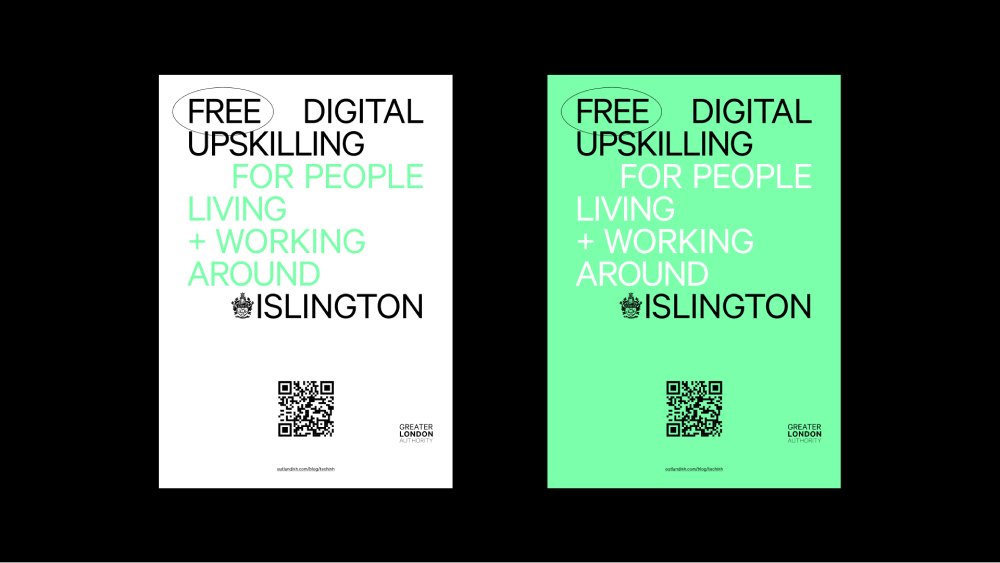 FREE DIGITAL
UPSKILLING
FOR PEOPLE
LIVING
+ WORKING
AROUND
ISLINGTON
GREATER
LONDON
AUTHORITY
FREE DIGITAL
UPSKILLING
FOR PEOPLE
LIVING
+ WORKING
AROUND
ISLINGTON
GREATER
LONDON
AUTHORITY